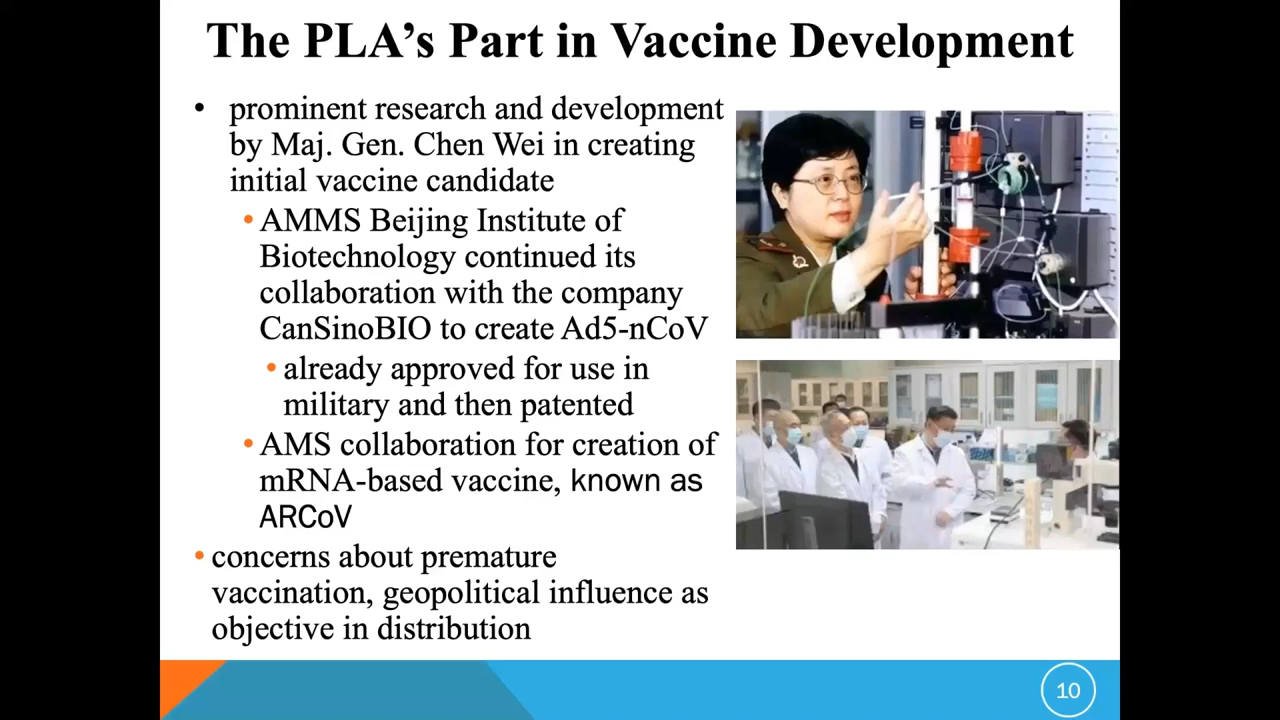 The PLA’s Part in Vaccine Development
• prominent research and development
by Maj. Gen. Chen Wei in creating
initial vaccine candidate
• AMMS Beijing Institute of
Biotechnology continued its
collaboration with the company
CanSinoBIO to create Ad5-nCoV
• already approved for use in
military and then patented
• AMS collaboration for creation of
mRNA-based vaccine, known as
ARCoV
• concerns about premature
vaccination, geopolitical influence as
objective in distribution
10